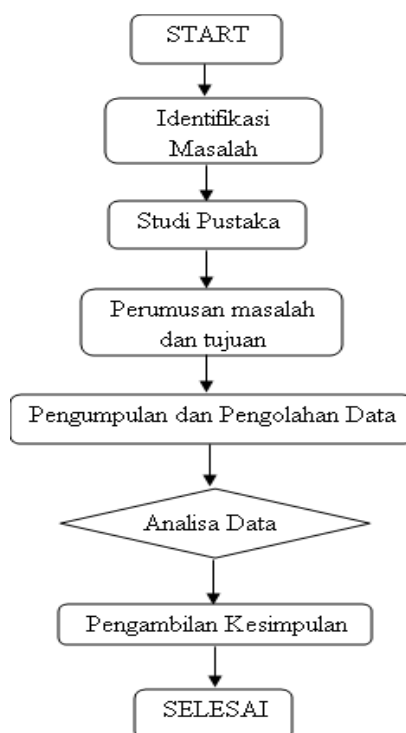 START
Identifikasi
Masalah
Studi Pustaka
Perumusan masalah
dan tujuan
Pengumpulan dan Pengolahan Data
Analisa Data
Pengambilan Kesimpulan
SELESAI